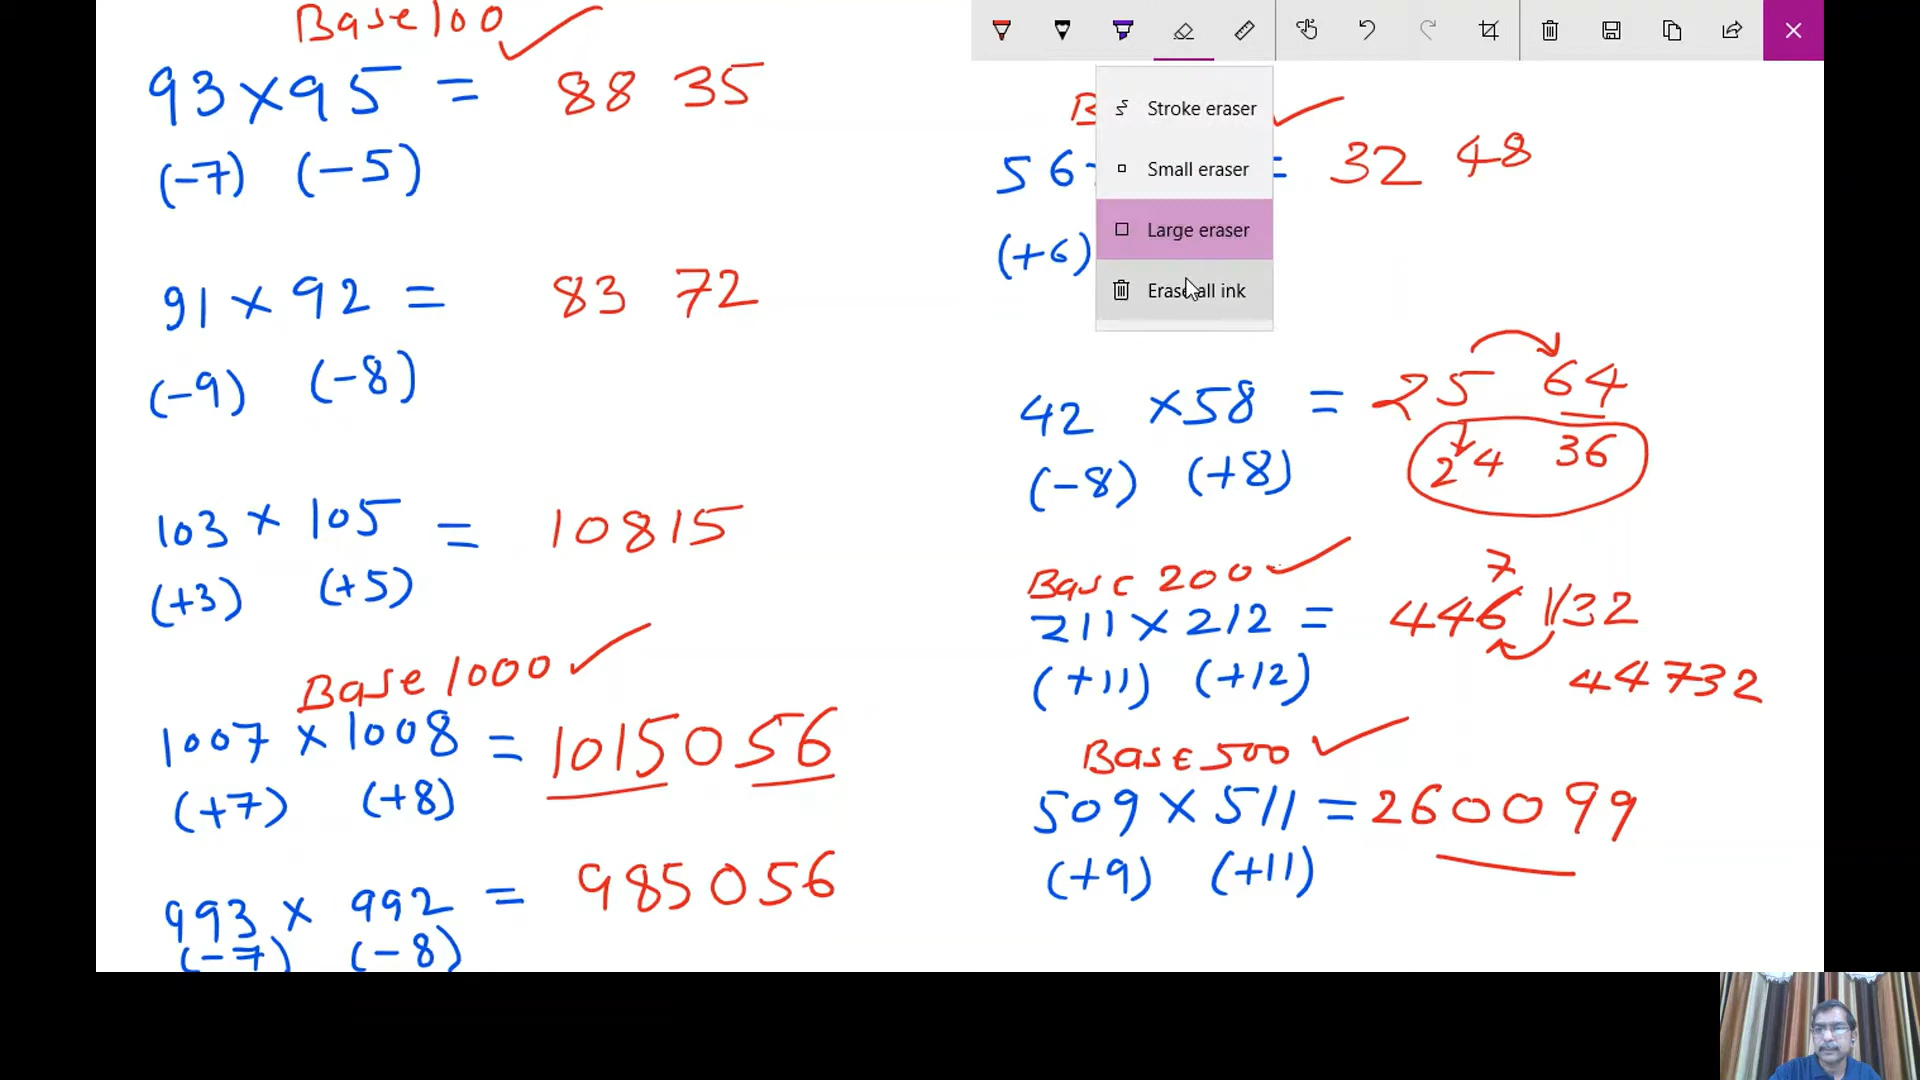 Base 100
93 × 95 = 88 35
(-7) (-5)
91 × 92 = 83 72
(-9) (-8)
103 × 105 = 10815
(+3) (+5)
Base 1000
1007 × 1008 = 1015056
(+7) (+8)
993 × 992 = 985056
(-7) (-8)
Stroke eraser
Small eraser
Large eraser
Erase all ink
56 = 32 48
(+6)
42 × 58 = 25 64
24 36
(-8) (+8)
Base 200
7
211 × 212 = 446 132
(+11) (+12) 44732
Base 500
509 × 511 = 260099
(+9) (+11)